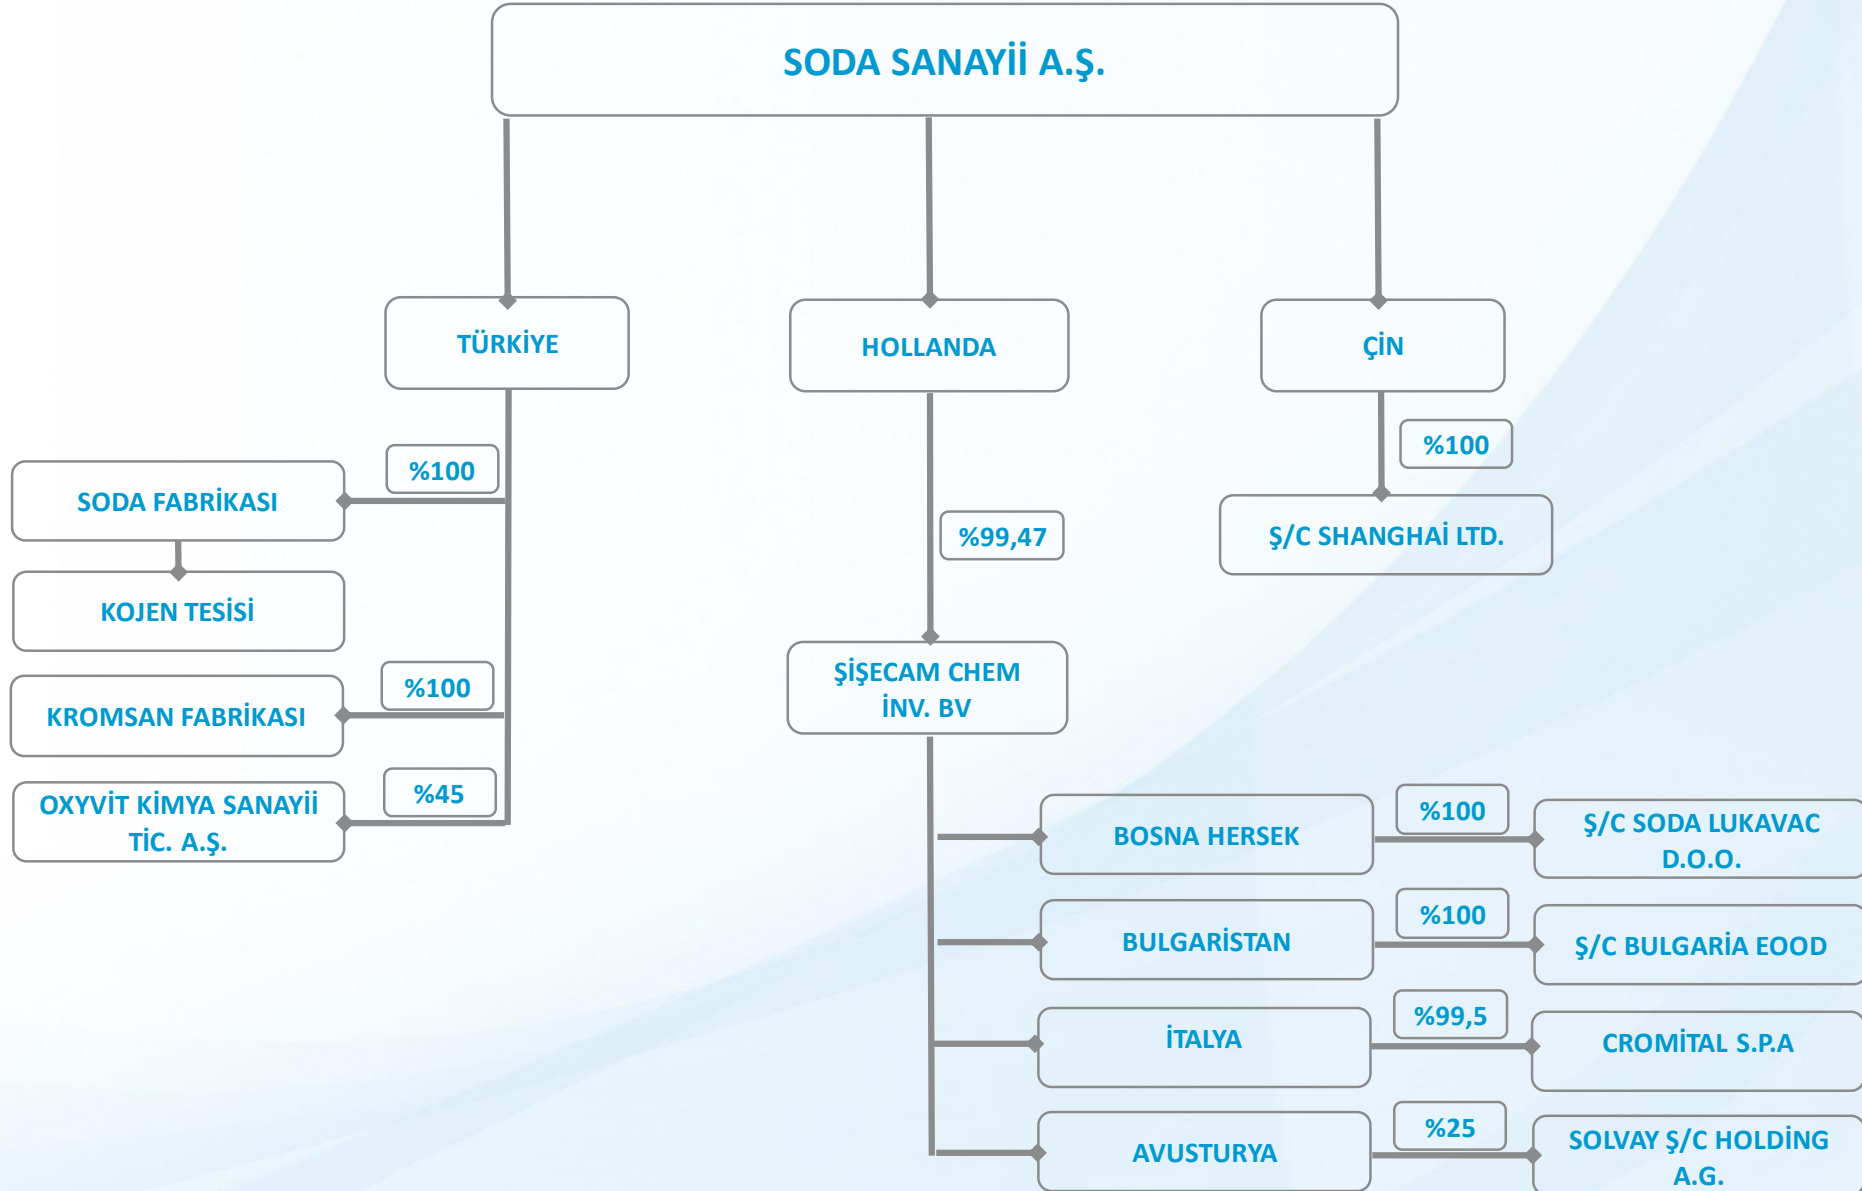 SODA SANAYİİ A.Ş.
TÜRKİYE
HOLLANDA
ÇİN
%100
SODA FABRİKASI
KOJEN TESİSİ
%100
KROMSAN FABRİKASI
%45
OXYVİT KİMYA SANAYİİ
TİC. A.Ş.
%99,47
ŞİŞECAM CHEM
İNV. BV
%100
Ş/C SHANGHAİ LTD.
BOSNA HERSEK
%100
Ş/C SODA LUKAVAC
D.O.O.
BULGARİSTAN
%100
Ş/C BULGARİA EOOD
İTALYA
%99,5
CROMİTAL S.P.A
AVUSTURYA
%25
SOLVAY Ş/C HOLDİNG
A.G.